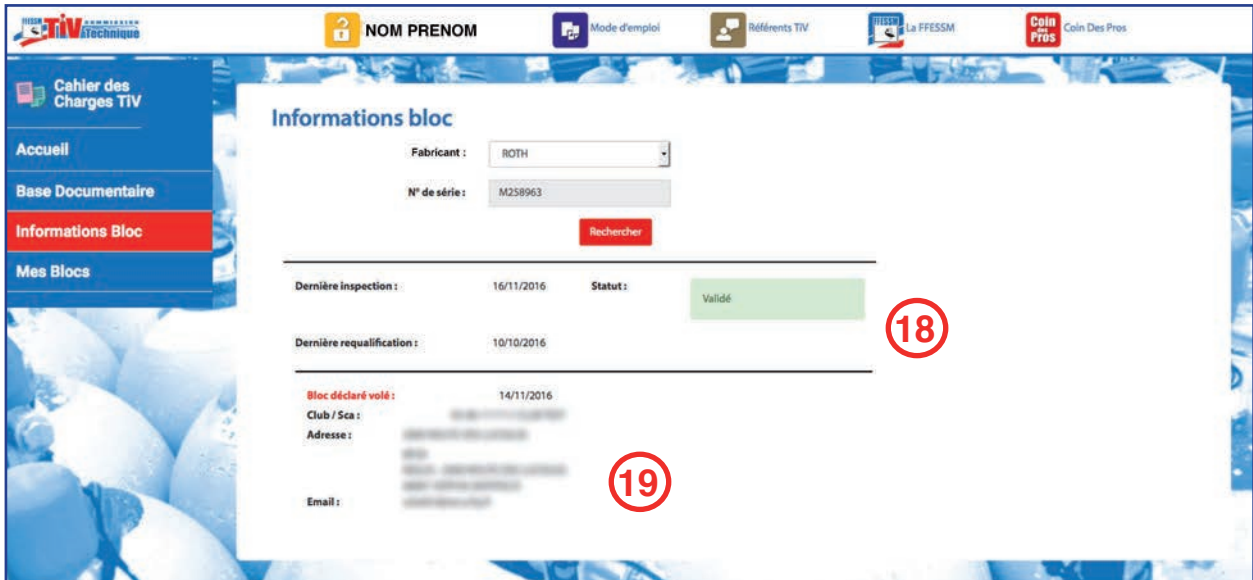 FFESSM TiV COMMISSION Technique
NOM PRENOM
Mode d'emploi
Référents TIV
FFESSM
La FFESSM
Coin des Pros
Coin Des Pros
Cahier des
Charges TiV
Accueil
Base Documentaire
Informations Bloc
Mes Blocs
Informations bloc
Fabricant : ROTH
N° de série : M258963
Rechercher
Dernière inspection : 16/11/2016 Statut : Validé
18
Dernière requalification : 10/10/2016
Bloc déclaré volé : 14/11/2016
Club / Sca :
Adresse :
19
Email :